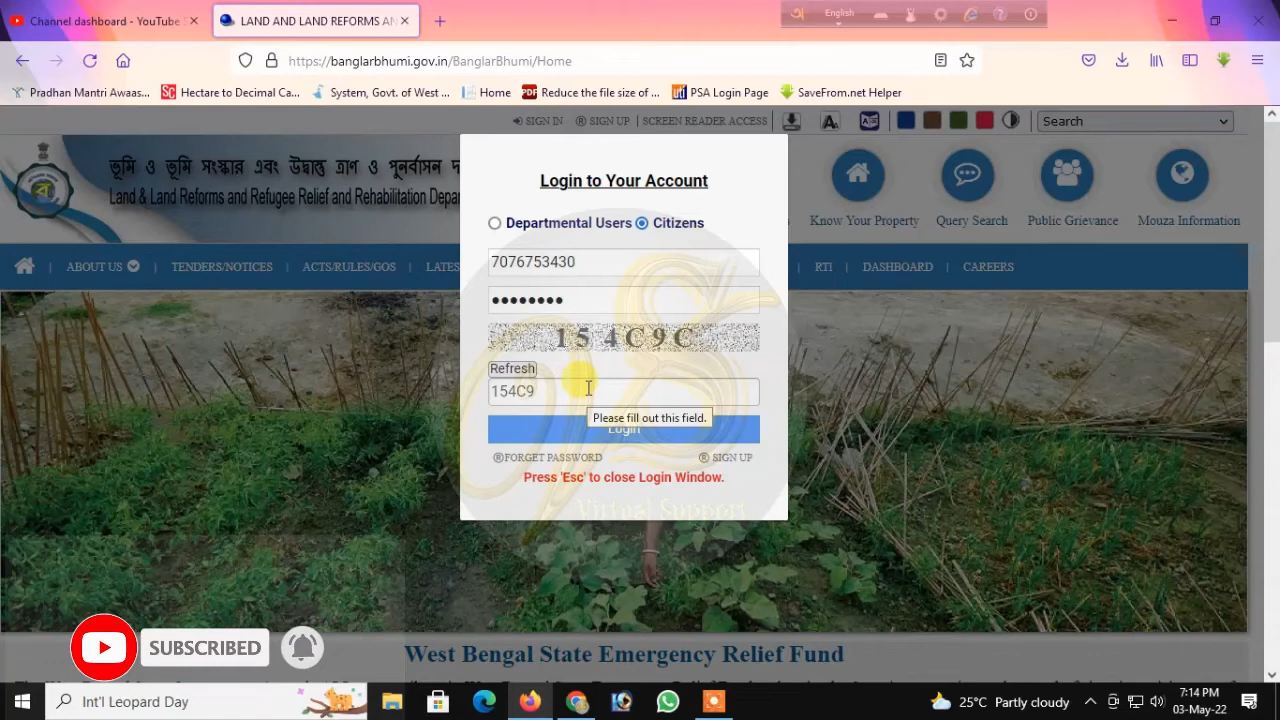 Channel dashboard - YouTube
LAND AND LAND REFORMS AN
English
https://banglarbhumi.gov.in/BanglarBhumi/Home
Pradhan Mantri Awaas...
SC Hectare to Decimal Ca...
System, Govt. of West ...
Home
PDF Reduce the file size of ...
uti PSA Login Page
SaveFrom.net Helper
SIGN IN
® SIGN UP
SCREEN READER ACCESS
Search
ভূমি ও ভূমি সংস্কার এবং উদ্বাস্তু ত্রাণ ও পুনর্বাসন দ
Land & Land Reforms and Refugee Relief and Rehabilitation Depa
Know Your Property
Query Search
Public Grievance
Mouza Information
ABOUT US
TENDERS/NOTICES
ACTS/RULES/GOS
LATES
RTI
DASHBOARD
CAREERS
Login to Your Account
Departmental Users
Citizens
7076753430
154C9C
Refresh
154C9
Please fill out this field.
Login
®FORGET PASSWORD
® SIGN UP
Press 'Esc' to close Login Window.
Virtual Support
SUBSCRIBED
West Bengal State Emergency Relief Fund
Int'l Leopard Day
25°C Partly cloudy
7:14 PM
03-May-22